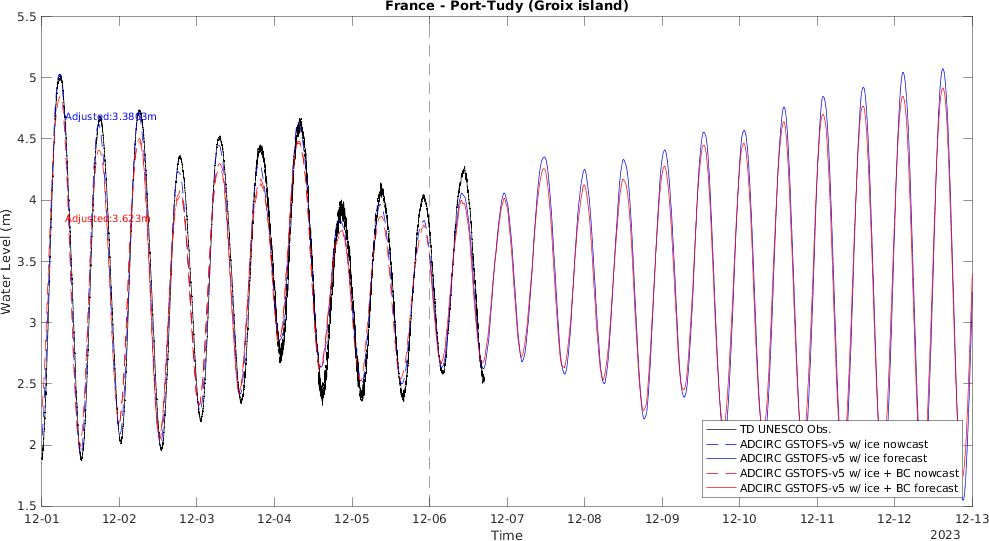 France - Port-Tudy (Groix island)
5.5
5
4.5
4
3.5
3
2.5
2
1.5
Water Level (m)
Adjusted:3.3803m
Adjusted:3.623m
TD UNESCO Obs.
ADCIRC GSTOFS-v5 w/ ice nowcast
ADCIRC GSTOFS-v5 w/ ice forecast
ADCIRC GSTOFS-v5 w/ ice + BC nowcast
ADCIRC GSTOFS-v5 w/ ice + BC forecast
12-01 12-02 12-03 12-04 12-05 12-06 12-07 12-08 12-09 12-10 12-11 12-12 12-13
Time
2023